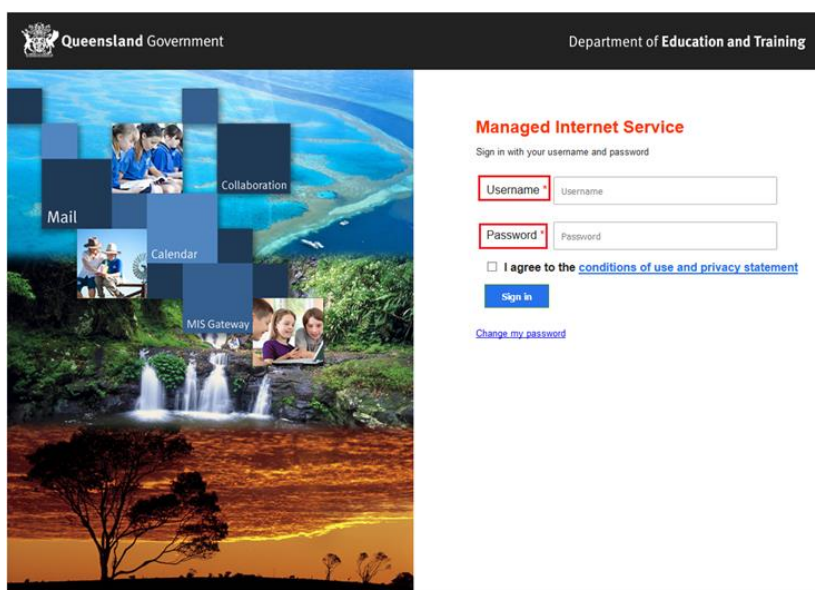 Queensland Government
Department of Education and Training
Mail
Collaboration
Calendar
MIS Gateway
Managed Internet Service
Sign in with your username and password
Username * Username
Password * Password
I agree to the conditions of use and privacy statement
Sign in
Change my password